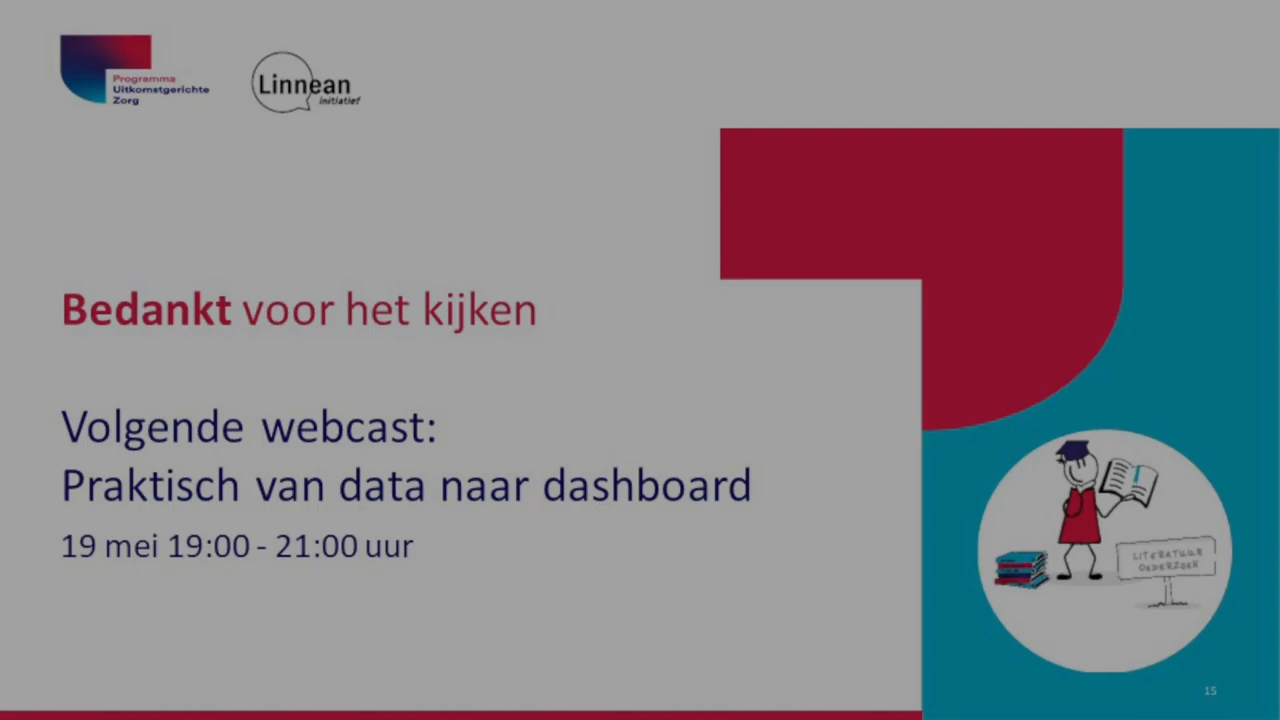 Programma
Uitkomstgerichte
Zorg
Linnean
initiatief
Bedankt voor het kijken
Volgende webcast:
Praktisch van data naar dashboard
19 mei 19:00 - 21:00 uur
LITERATUUR
ONDERZOEK
15